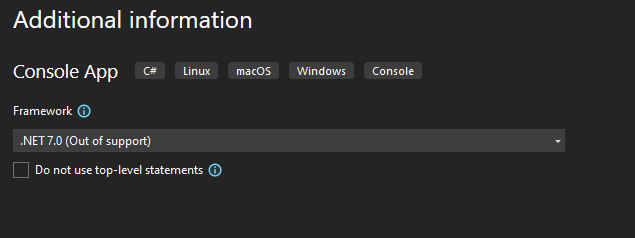 Additional information
Console App C# Linux macOS Windows Console
Framework
.NET 7.0 (Out of support)
Do not use top-level statements